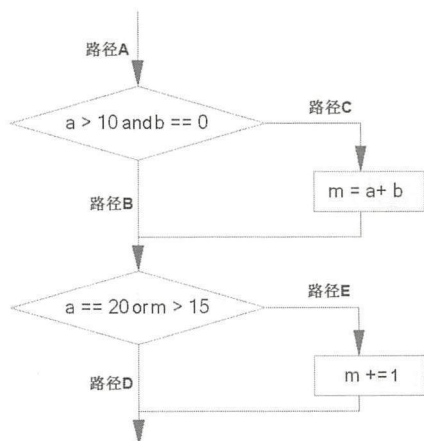 路径A
a > 10 and b == 0
路径C
m = a+ b
路径B
a == 20 or m > 15
路径E
m +=1
路径D